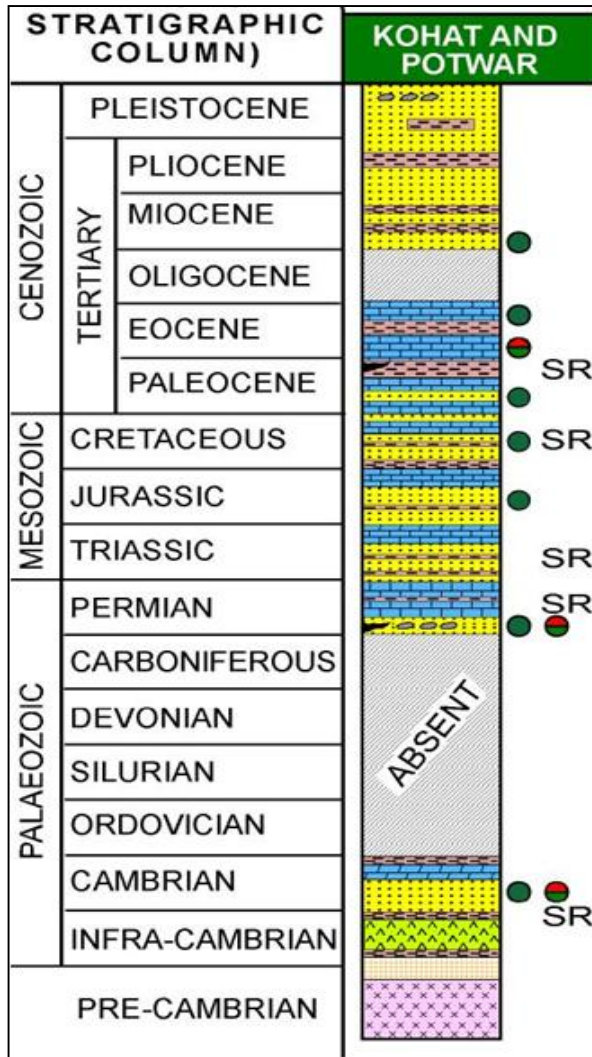 STRATIGRAPHIC
COLUMN)
KOHAT AND
POTWAR
CENOZOIC
TERTIARY
PLEISTOCENE
PLIOCENE
MIOCENE
OLIGOCENE
EOCENE
PALEOCENE
SR
MESOZOIC
CRETACEOUS
SR
JURASSIC
TRIASSIC
SR
PALAEOZOIC
PERMIAN
SR
CARBONIFEROUS
DEVONIAN
ABSENT
SILURIAN
ORDOVICIAN
CAMBRIAN
SR
INFRA-CAMBRIAN
PRE-CAMBRIAN